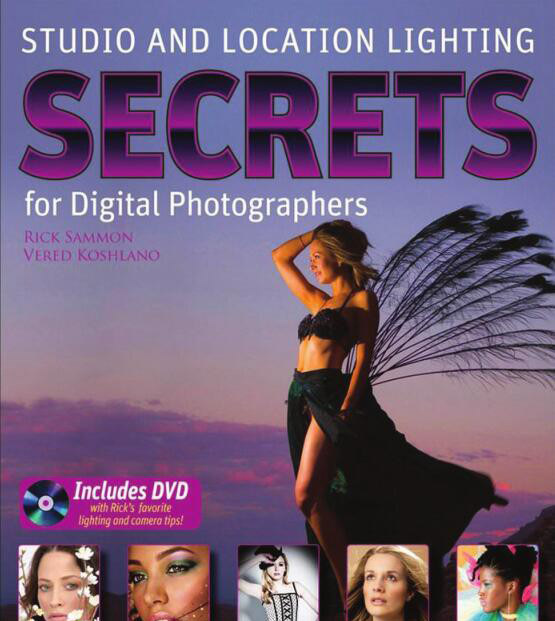 STUDIO AND LOCATION LIGHTING
SECRETS
for Digital Photographers
RICK SAMMON
VERED KOSHLANO
Includes DVD
with Rick's favorite
lighting and camera tips!